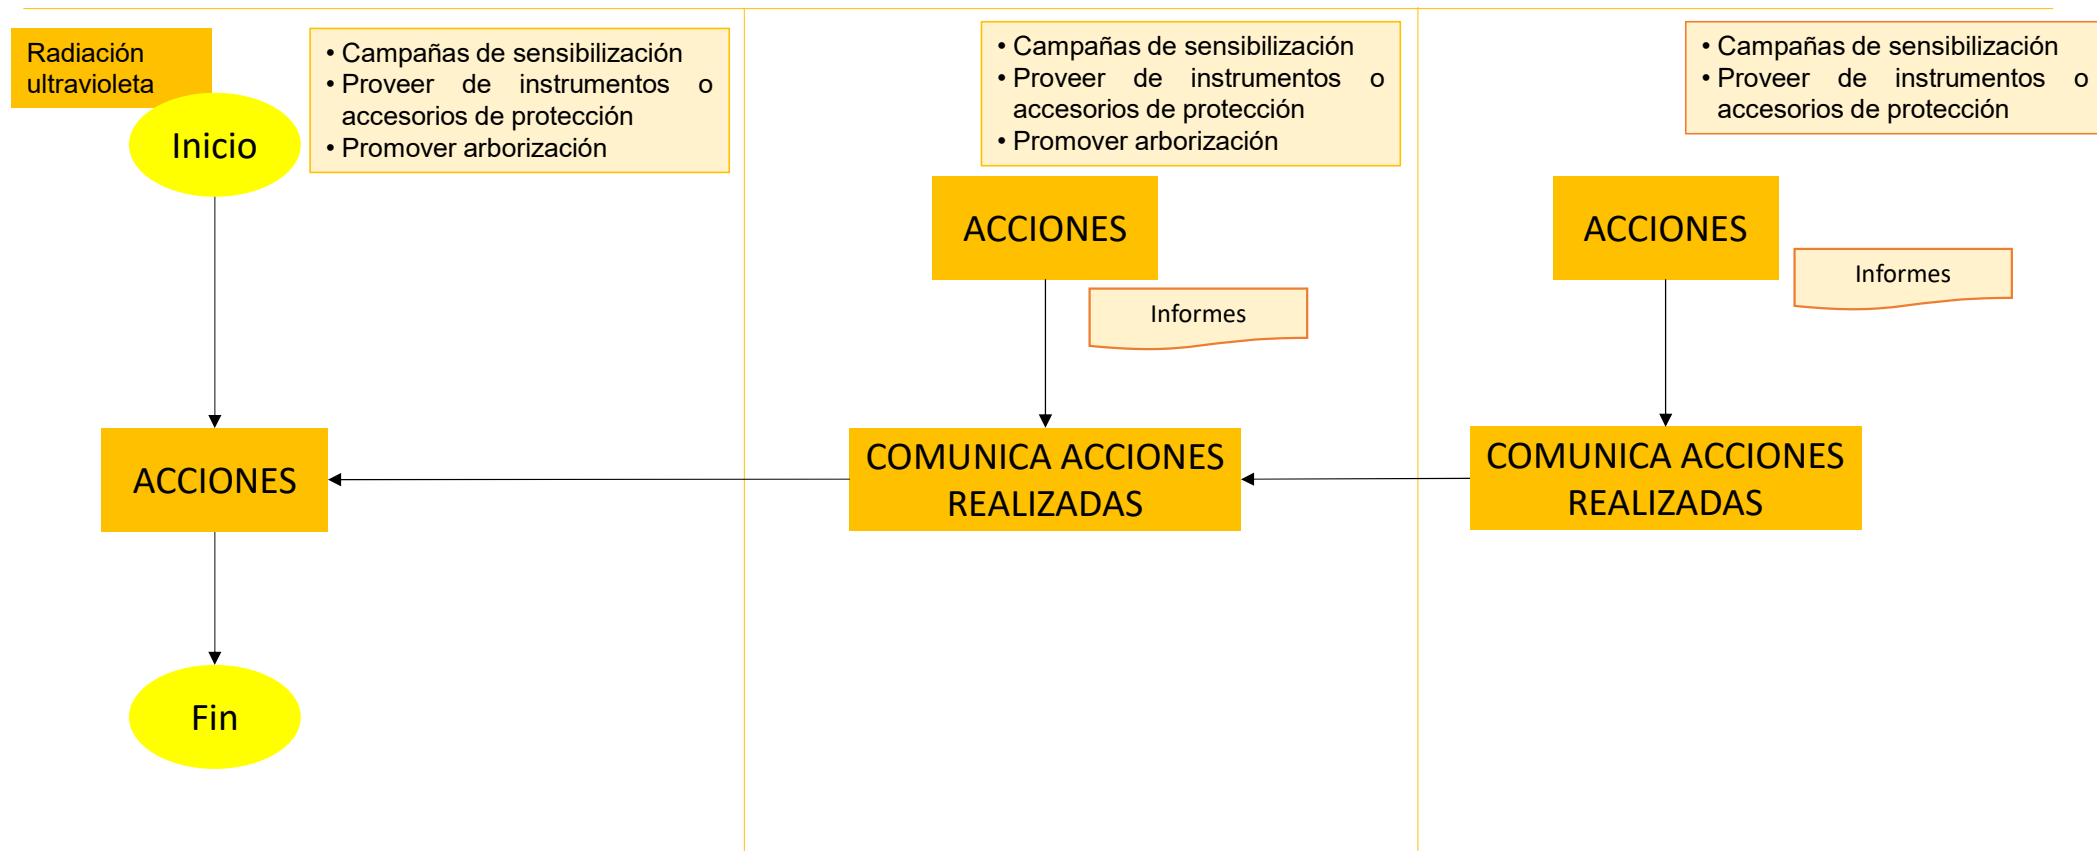 Radiación
ultravioleta
Inicio
• Campañas de sensibilización
• Proveer de instrumentos o
accesorios de protección
• Promover arborización
ACCIONES
Fin
• Campañas de sensibilización
• Proveer de instrumentos o
accesorios de protección
• Promover arborización
ACCIONES
Informes
COMUNICA ACCIONES
REALIZADAS
• Campañas de sensibilización
• Proveer de instrumentos o
accesorios de protección
ACCIONES
Informes
COMUNICA ACCIONES
REALIZADAS